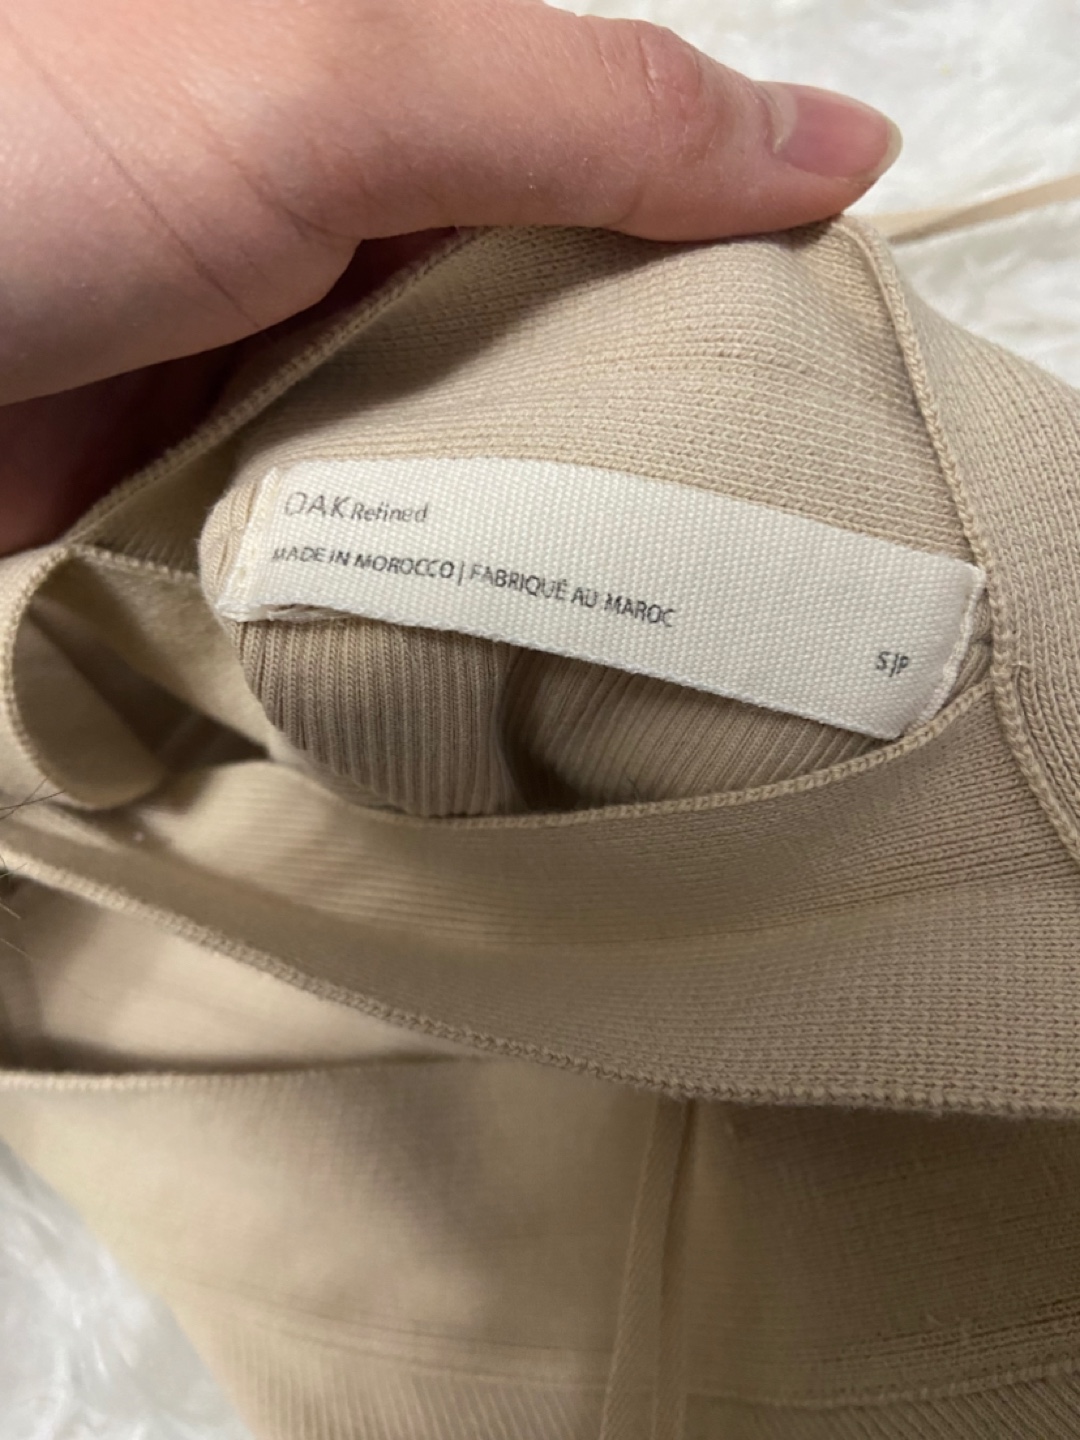 OAK Refined
MADE IN MOROCCO | FABRIQUÉ AU MAROC
S|P